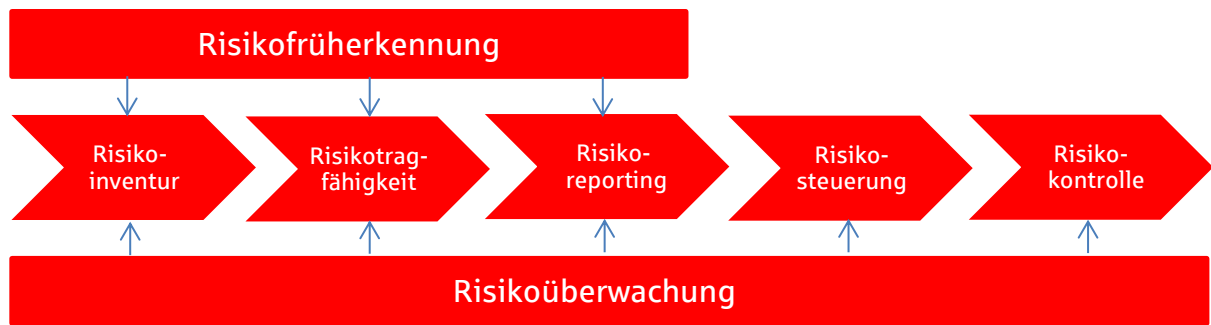 Risikofrüherkennung
Risiko-
inventur
Risikotrag-
fähigkeit
Risiko-
reporting
Risiko-
steuerung
Risiko-
kontrolle
Risikoüberwachung